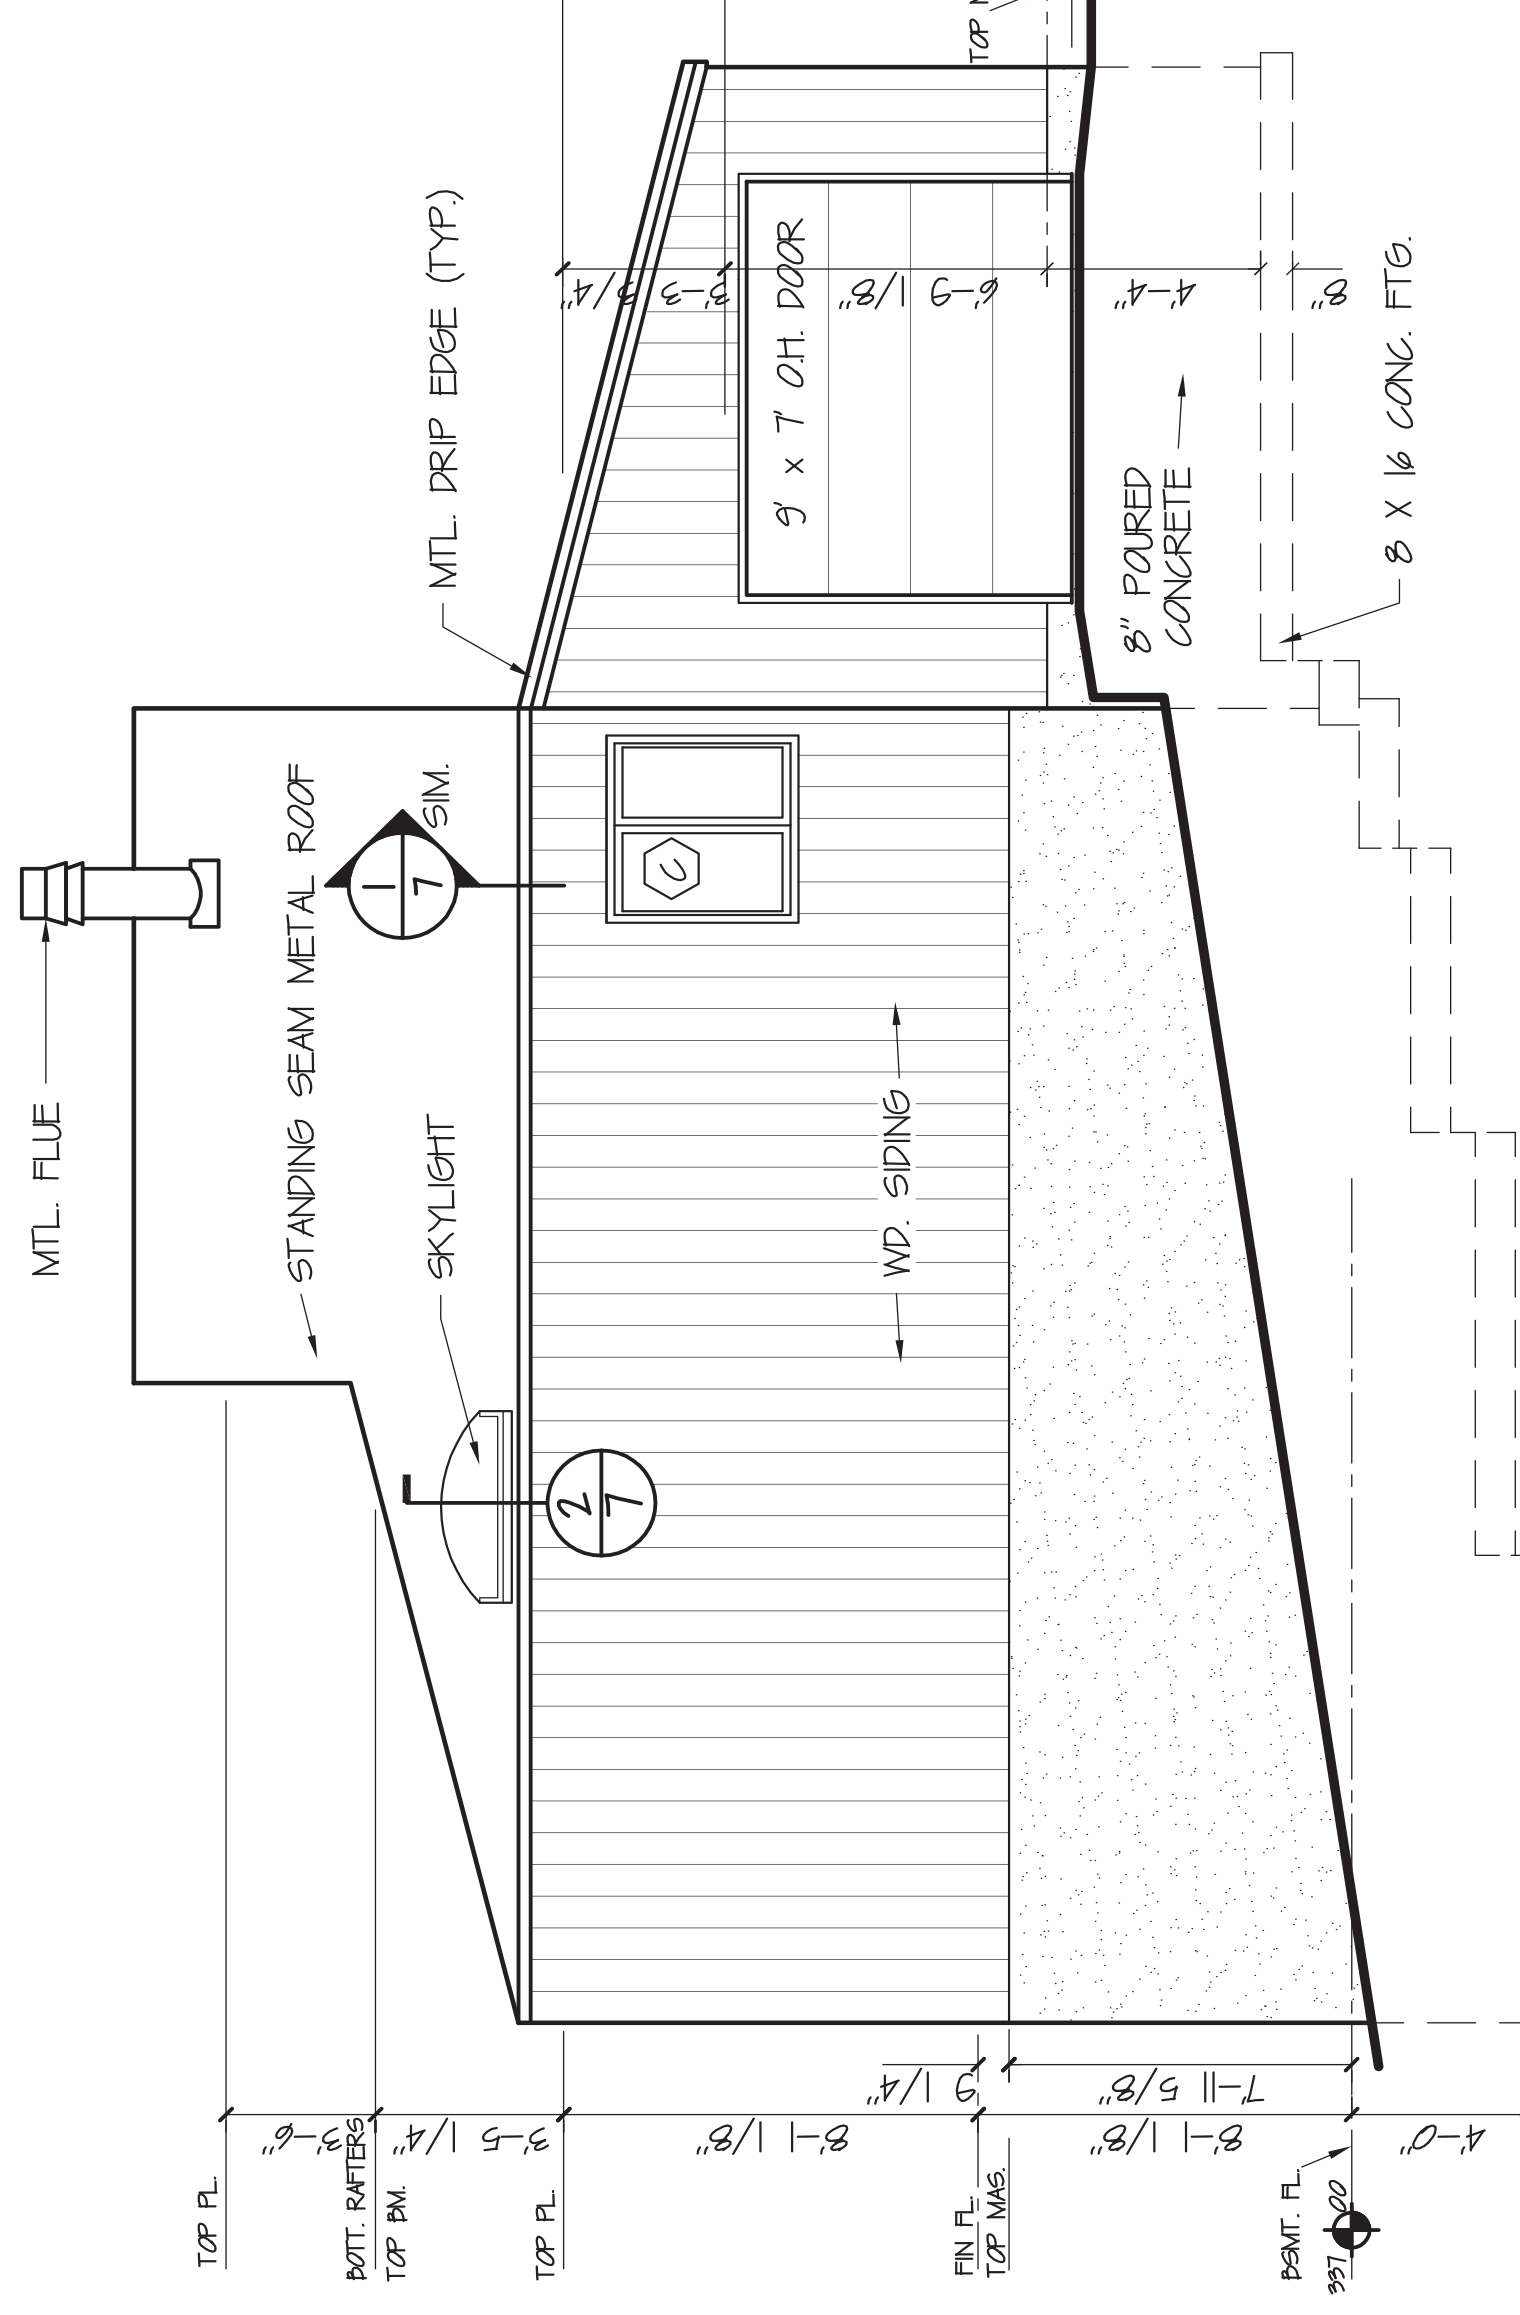 MTL. FLUE
STANDING SEAM METAL ROOF
1
7
SIM.
SKYLIGHT
MTL. DRIP EDGE (TYP.)
2
7
C
WD. SIDING
9' x 7' O.H. DOOR
8" POURED
CONCRETE
8 X 16 CONC. FTG.
TOP
3'-3 3/4"
6'-9 1/8"
4'-4"
8"
TOP PL.
3'-6"
BOTT. RAFTERS
TOP BM.
3'-5 1/4"
TOP PL.
8'-1 1/8"
9 1/4"
FIN FL.
TOP MAS.
7'-11 5/8"
8'-1 1/8"
BSMT. FL.
337.00
4'-0"